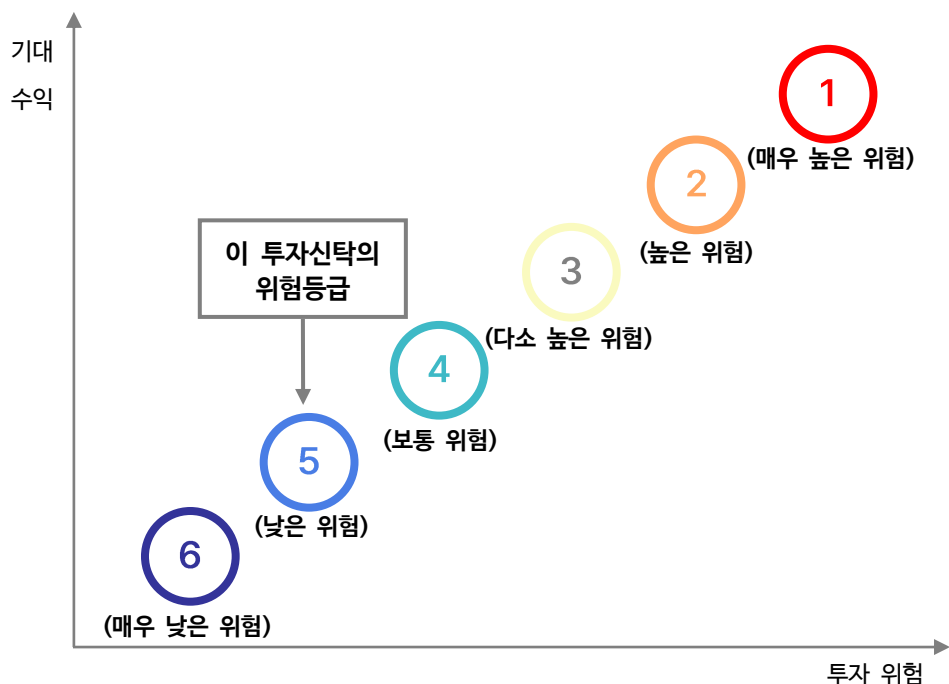 기대
수익
1
(매우 높은 위험)
2
(높은 위험)
이 투자신탁의
위험등급
3
(다소 높은 위험)
4
(보통 위험)
5
(낮은 위험)
6
(매우 낮은 위험)
투자 위험